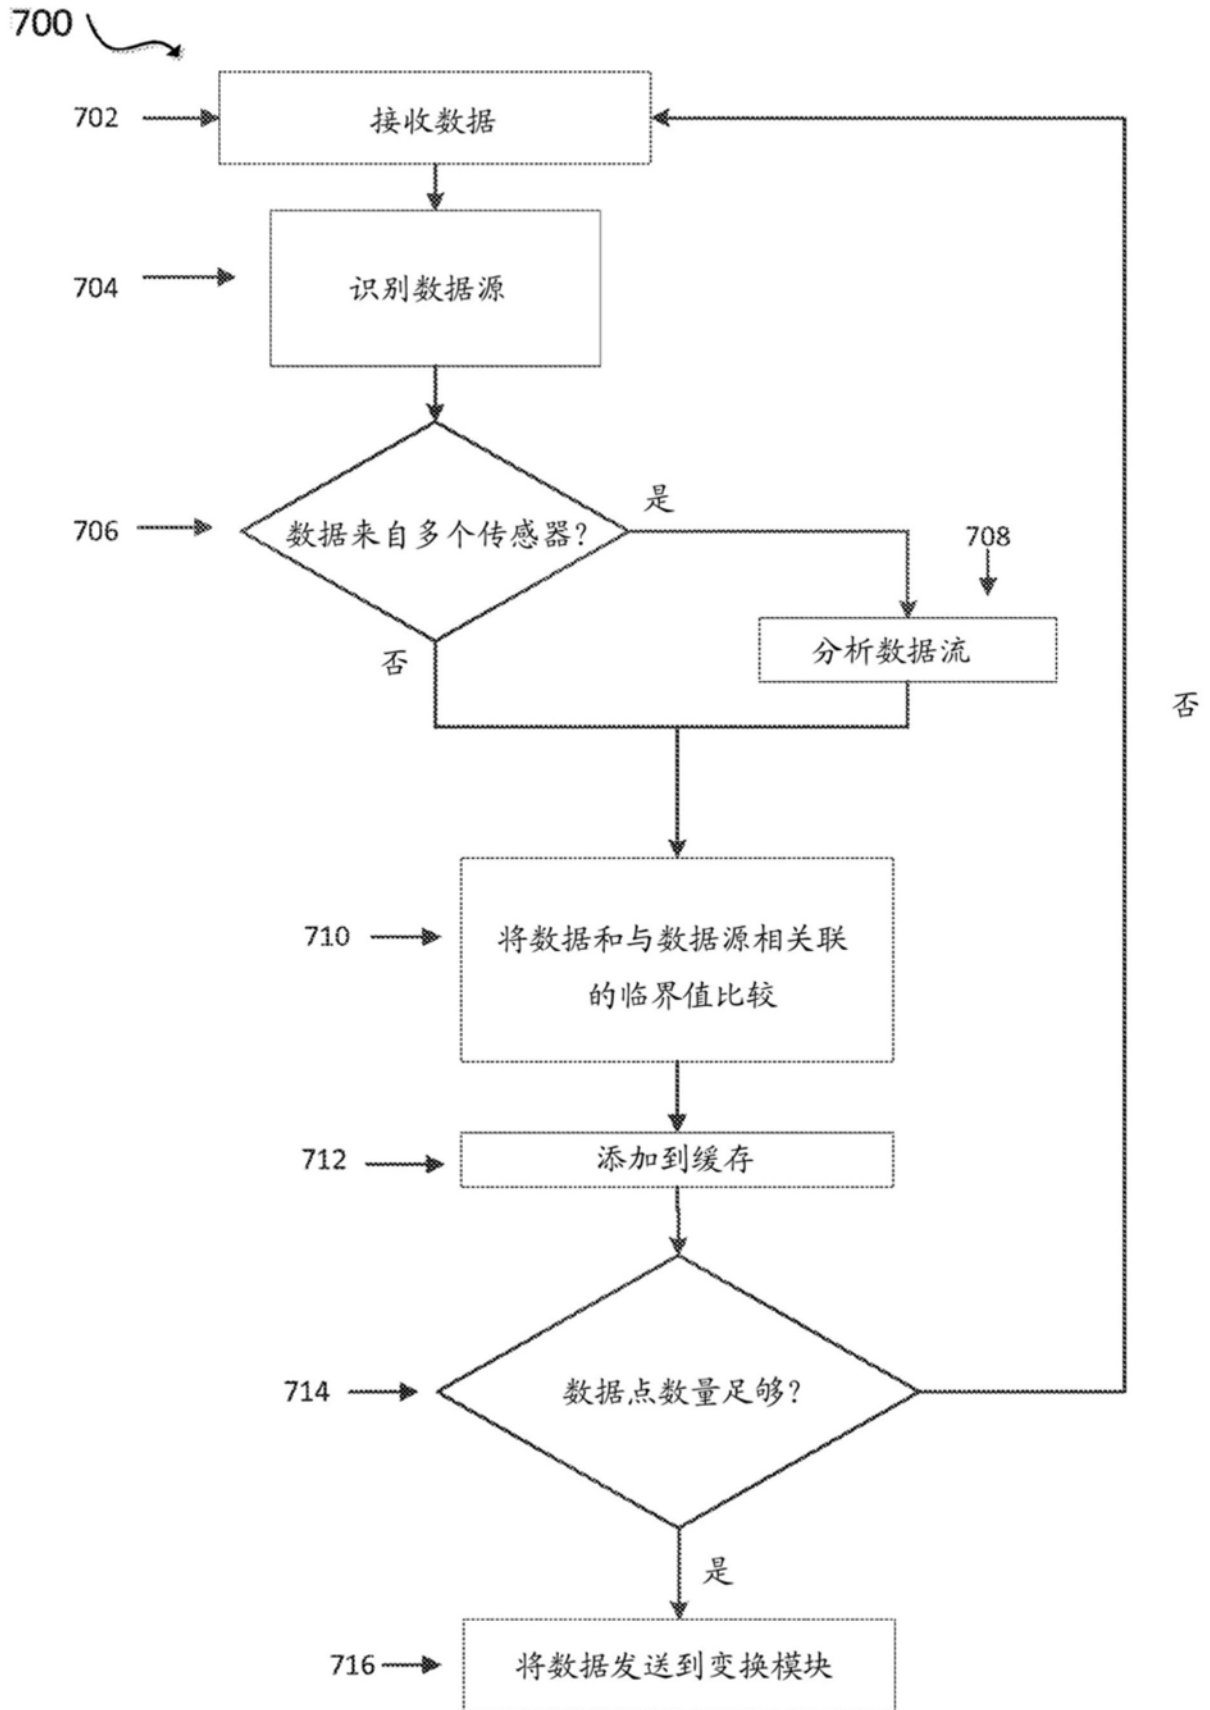 700
702
接收数据
704
识别数据源
706
数据来自多个传感器?
是
708
分析数据流
否
否
710
将数据和与数据源相关联
的临界值比较
712
添加到缓存
714
数据点数量足够?
是
716
将数据发送到变换模块